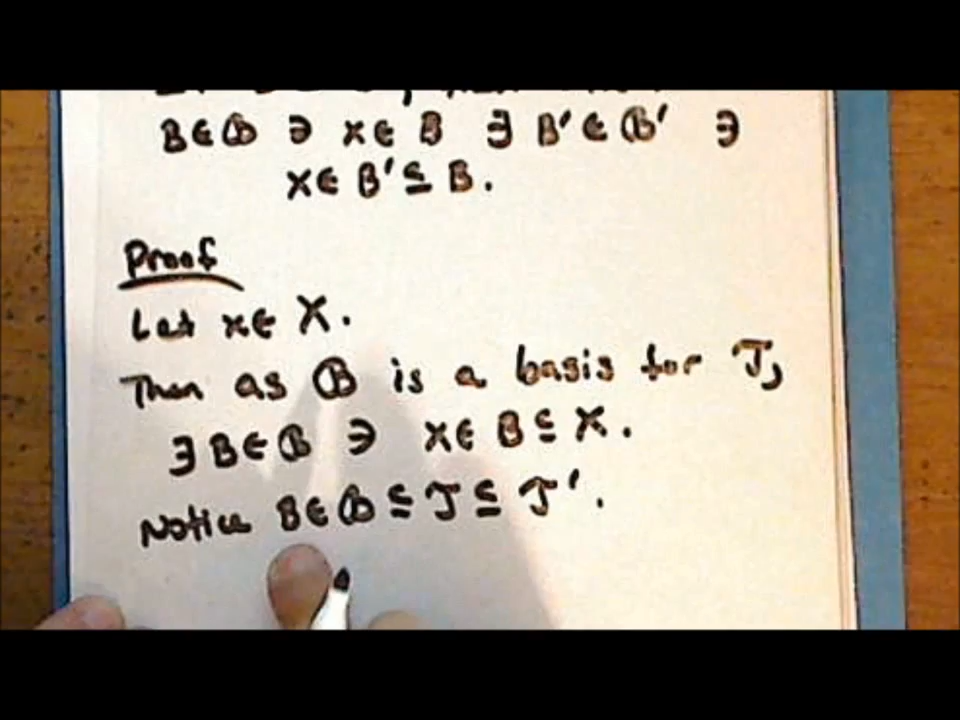 B ∈ 𝔹 ∋ x ∈ B ∃ B' ∈ 𝔹' ∋
x ∈ B' ⊆ B.
Proof
Let x ∈ X.
Then as 𝔹 is a basis for 𝒯,
∃ B ∈ 𝔹 ∋ x ∈ B ⊆ X.
Notice B ∈ 𝔹 ⊆ 𝒯 ⊆ 𝒯'.